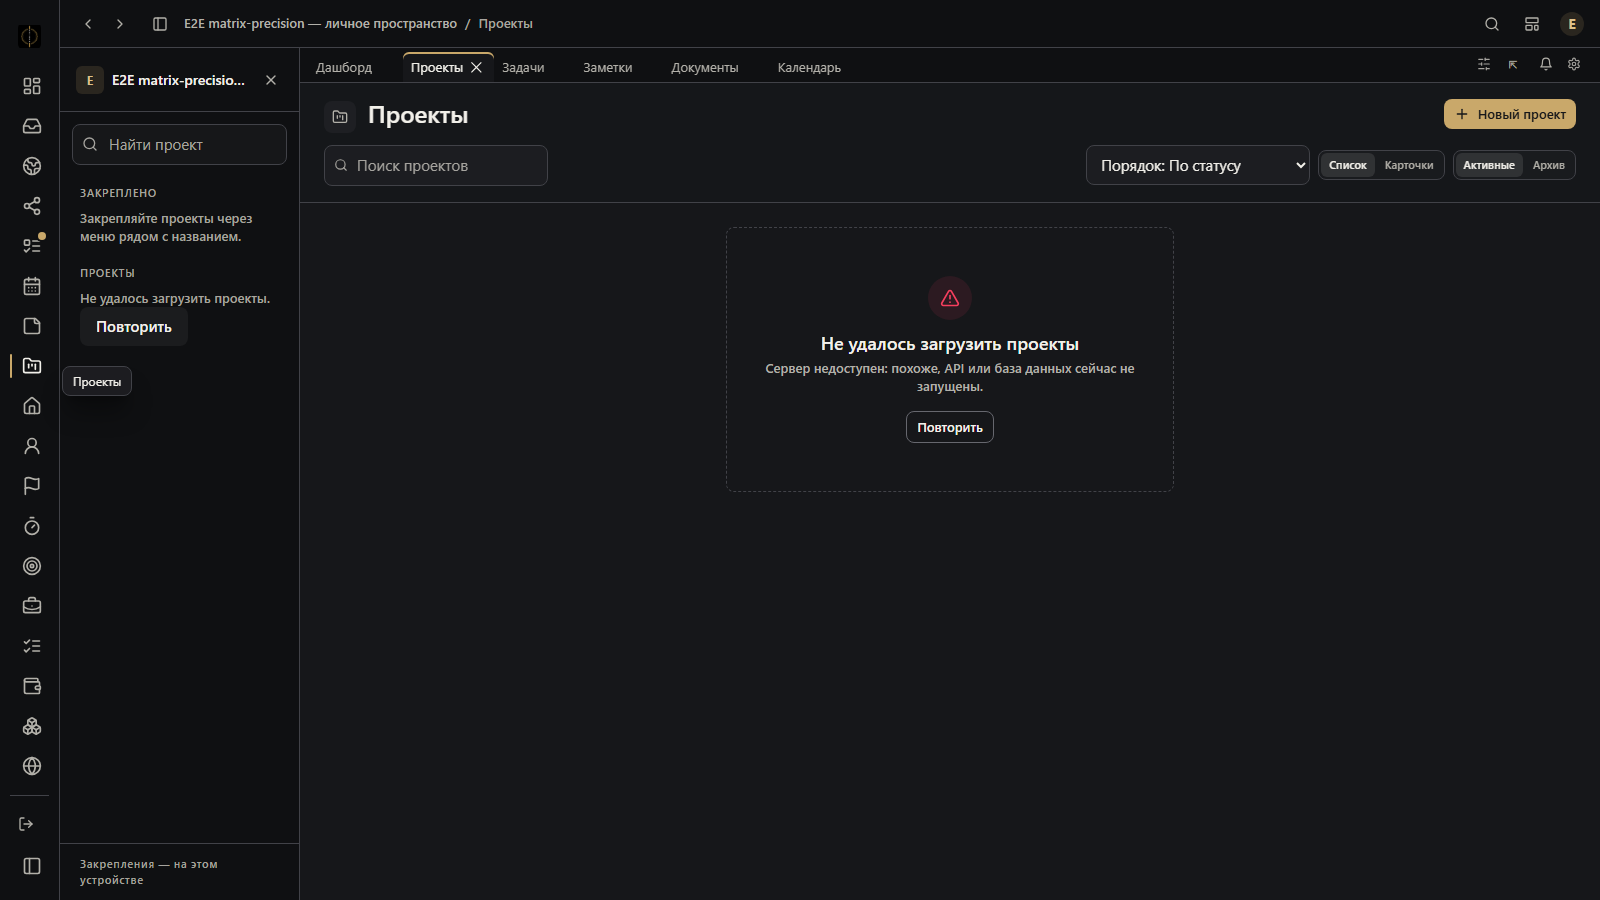 E2E matrix-precision — личное пространство / Проекты
E
E
E2E matrix-precisio...
Дашборд
Проекты
Задачи
Заметки
Документы
Календарь
Найти проект
ЗАКРЕПЛЕНО
Закрепляйте проекты через
меню рядом с названием.
ПРОЕКТЫ
Не удалось загрузить проекты.
Повторить
Проекты
Закрепления — на этом
устройстве
Проекты
Новый проект
Поиск проектов
Порядок: По статусу
Список
Карточки
Активные
Архив
Не удалось загрузить проекты
Сервер недоступен: похоже, API или база данных сейчас не
запущены.
Повторить